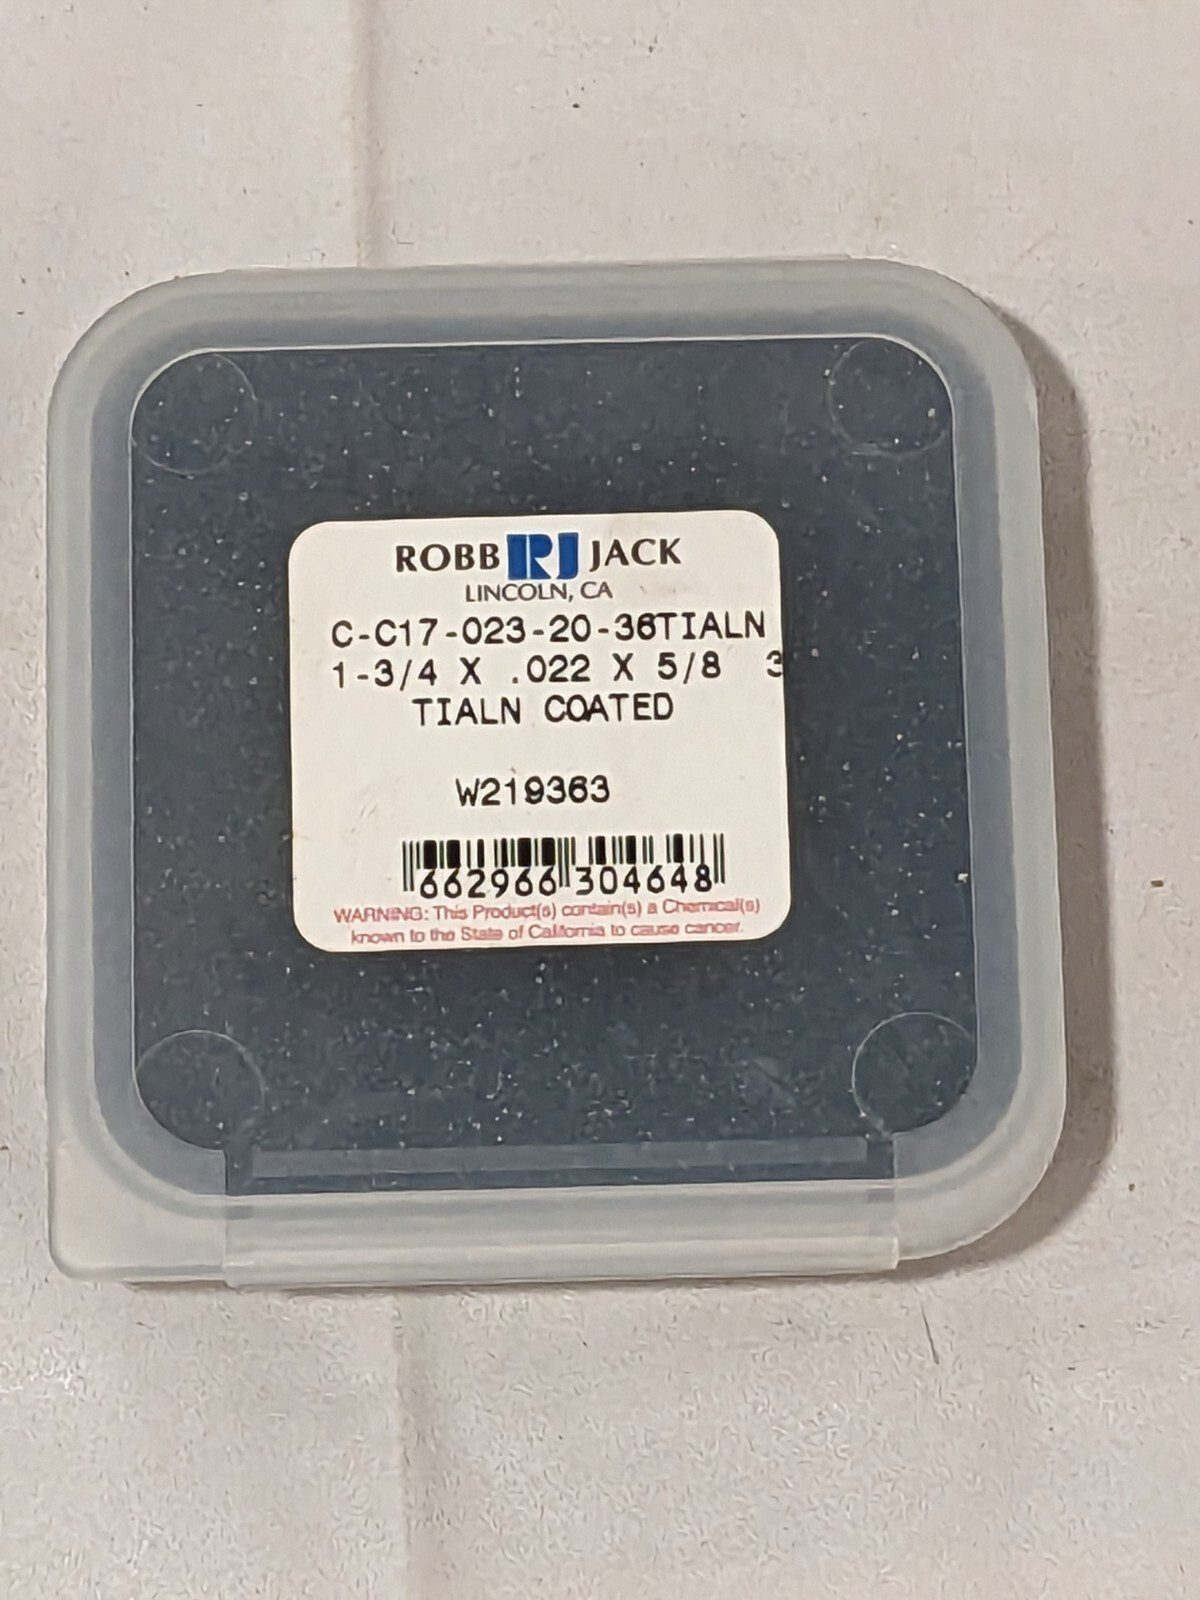 ROBB RJ JACK
LINCOLN, CA
C-C17-023-20-36TIALN
1-3/4 X .022 X 5/8 3
TIALN COATED
W219363
662966 304648
WARNING: This Product(s) contain(s) a Chemical(s)
known to the State of California to cause cancer.